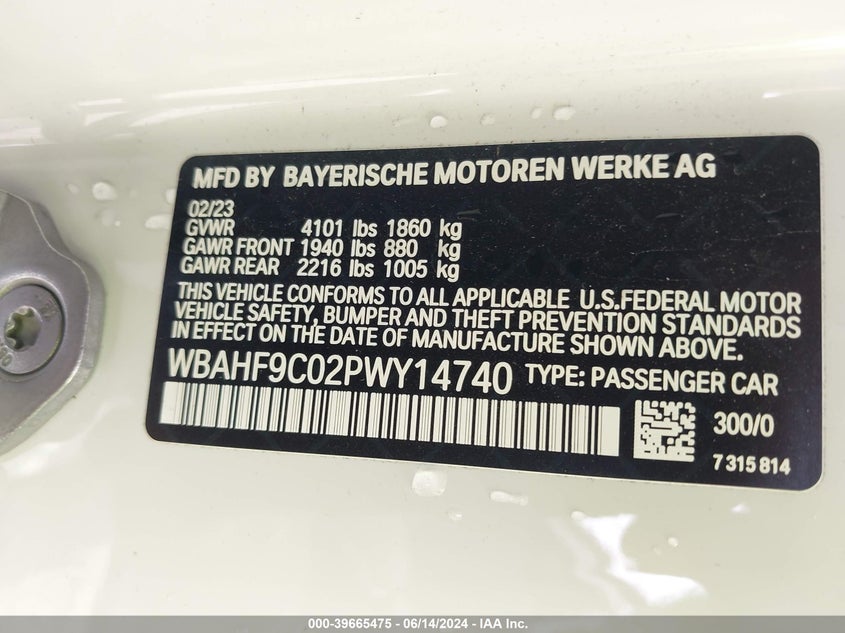 MFD BY BAYERISCHE MOTOREN WERKE AG
02/23
GVWR 4101 lbs 1860 kg
GAWR FRONT 1940 lbs 880 kg
GAWR REAR 2216 lbs 1005 kg
THIS VEHICLE CONFORMS TO ALL APPLICABLE U.S.FEDERAL MOTOR
VEHICLE SAFETY, BUMPER AND THEFT PREVENTION STANDARDS
IN EFFECT ON THE DATE OF MANUFACTURE SHOWN ABOVE.
WBAHF9C02PWY14740 TYPE: PASSENGER CAR
300/0
7 315 814
000-39665475 - 06/14/2024 - IAA Inc.